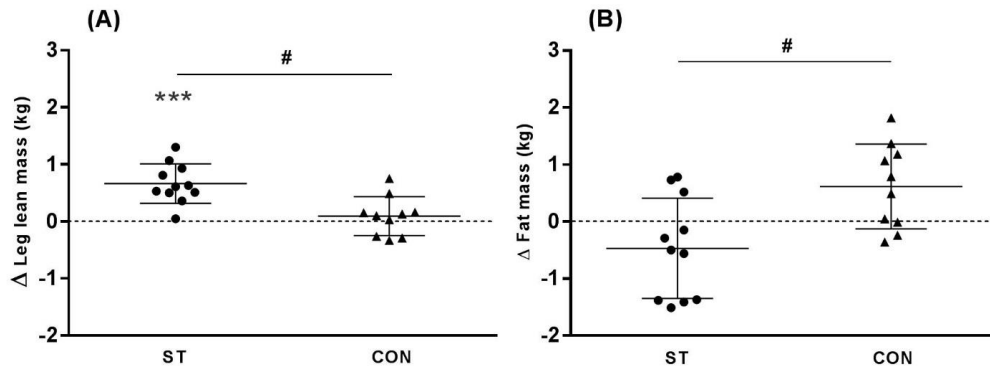 (A)
Δ Leg lean mass (kg)
3
2
1
0
-1
-2
#
***
ST
CON
(B)
Δ Fat mass (kg)
3
2
1
0
-1
-2
#
ST
CON